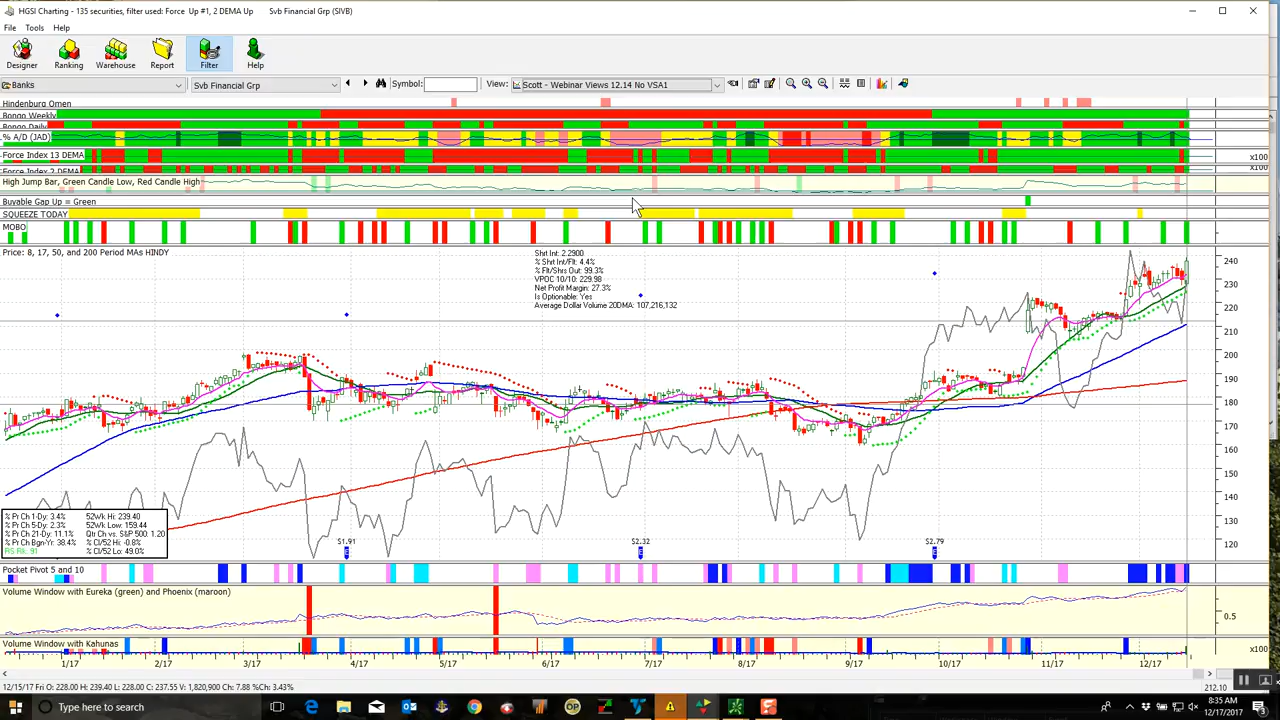 HGSI Charting - 135 securities, filter used: Force Up #1, 2 DEMA Up Svb Financial Grp (SIVB)
File Tools Help
Designer Ranking Warehouse Report Filter Help
Banks Svb Financial Grp Symbol: View: Scott - Webinar Views 12.14 No VSA1
Hindenburg Omen
Bongo Weekly
Bongo Daily
% A/D (JAD)
Force Index 13 DEMA x100
Force Index 2 DEMA x100
High Jump Bar, Green Candle Low, Red Candle High
Buyable Gap Up = Green
SQUEEZE TODAY
MOBO
Price: 8, 17, 50, and 200 Period MAs HINDY
Shrt Int: 2.2900
% Shrt Int/Flt: 4.4%
% Flt/Shrs Out: 99.3%
VPOC 10/10: 229.98
Net Profit Margin: 27.3%
Is Optionable: Yes
Average Dollar Volume 20DMA: 107,216,132
240
230
220
210
200
190
180
170
160
150
140
130
120
% Pr Ch 1-Dy: 3.4% 52Wk Hi: 239.40
% Pr Ch 5-Dy: 2.3% 52Wk Low: 159.44
% Pr Ch 21-Dy: 11.1% Qtr Ch vs. S&P 500: 1.20
% Pr Ch Bgn-Yr: 38.4% % Cl/52 Hi: -0.8%
RS Rk: 91 % Cl/52 Lo: 49.0%
$1.91 $2.32 $2.79
E E E
Pocket Pivot 5 and 10
Volume Window with Eureka (green) and Phoenix (maroon)
0.5
Volume Window with Kahunas x100
1/17 2/17 3/17 4/17 5/17 6/17 7/17 8/17 9/17 10/17 11/17 12/17
12/15/17 Fri O: 228.00 H: 239.40 L: 228.00 C: 237.55 V: 1,820,900 Ch: 7.88 %Ch: 3.43% 212.10
Type here to search
OP
8:35 AM
12/17/2017
3